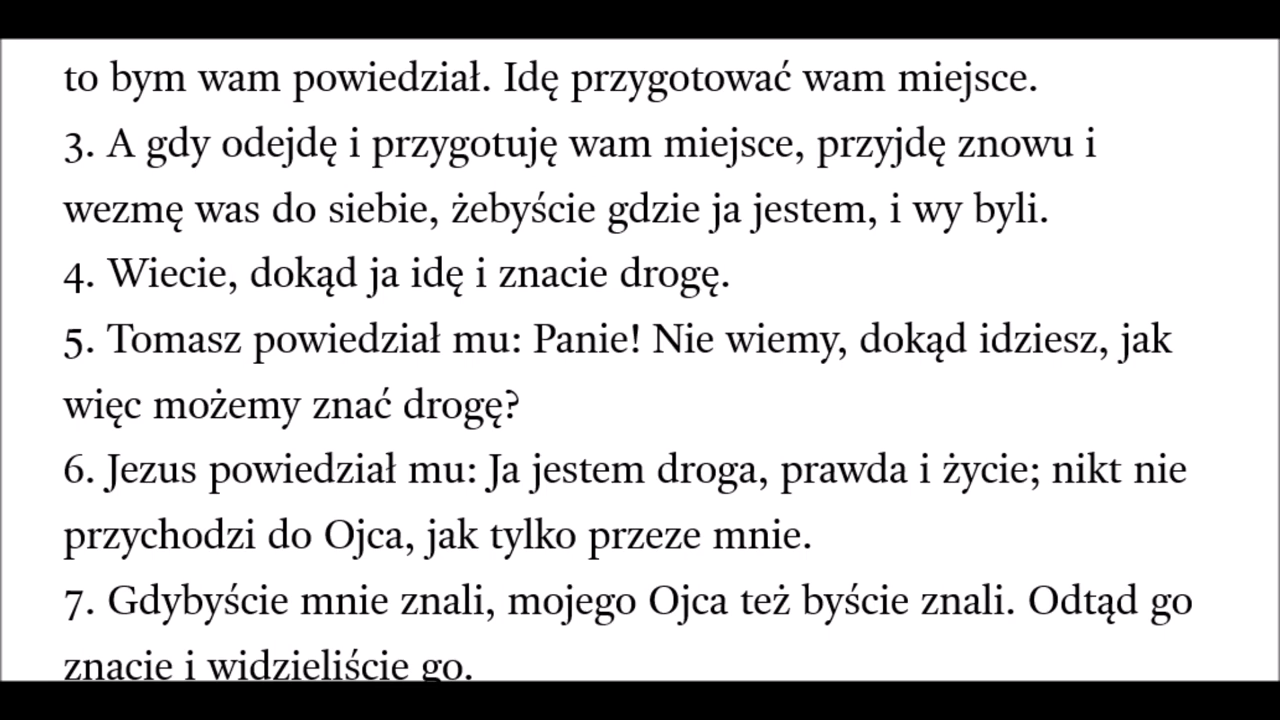 to bym wam powiedział. Idę przygotować wam miejsce.
3. A gdy odejdę i przygotuję wam miejsce, przyjdę znowu i
wezmę was do siebie, żebyście gdzie ja jestem, i wy byli.
4. Wiecie, dokąd ja idę i znacie drogę.
5. Tomasz powiedział mu: Panie! Nie wiemy, dokąd idziesz, jak
więc możemy znać drogę?
6. Jezus powiedział mu: Ja jestem droga, prawda i życie; nikt nie
przychodzi do Ojca, jak tylko przeze mnie.
7. Gdybyście mnie znali, mojego Ojca też byście znali. Odtąd go
znacie i widzieliście go.